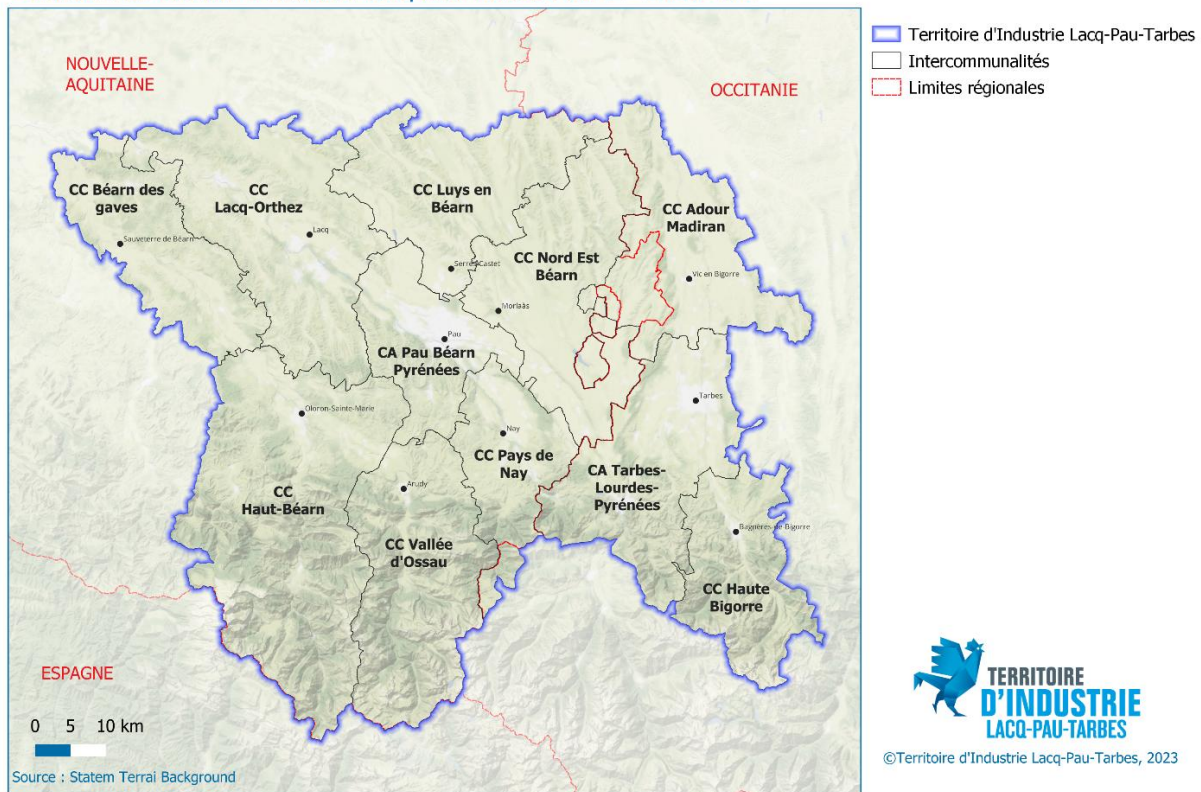 NOUVELLE-
AQUITAINE
OCCITANIE
CC Béarn des
gaves
Sauveterre de Béarn
CC
Lacq-Orthez
Lacq
CC Luys en
Béarn
Serres-Castet
CC Nord Est
Béarn
Morlaàs
CC Adour
Madiran
Vic en Bigorre
Pau
CA Pau Béarn
Pyrénées
Tarbes
Oloron-Sainte-Marie
Nay
CC Pays de
Nay
CA Tarbes-
Lourdes-
Pyrénées
CC
Haut-Béarn
Arudy
CC Vallée
d'Ossau
Bagnères-de-Bigorre
CC Haute
Bigorre
ESPAGNE
0 5 10 km
Source : Statem Terrai Background
Territoire d'Industrie Lacq-Pau-Tarbes
Intercommunalités
Limites régionales
TERRITOIRE
D'INDUSTRIE
LACQ-PAU-TARBES
©Territoire d'Industrie Lacq-Pau-Tarbes, 2023